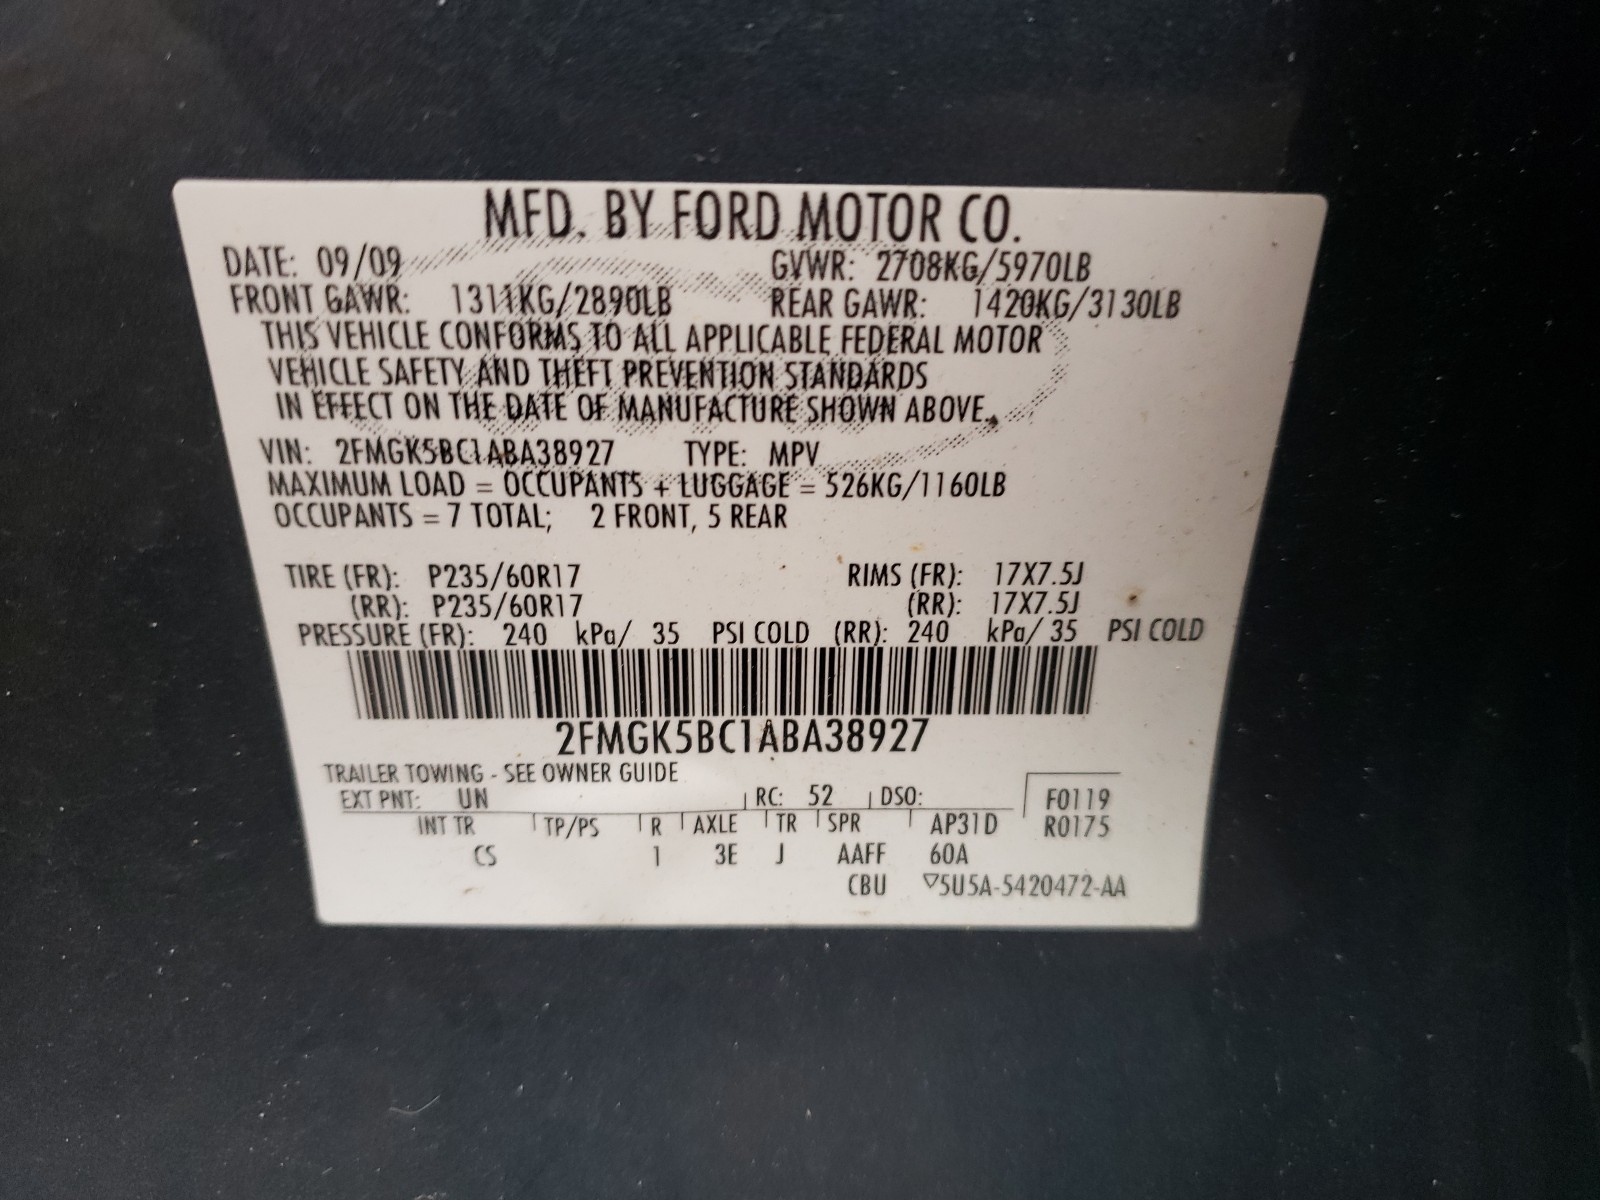 MFD. BY FORD MOTOR CO.
DATE: 09/09 GVWR: 2708KG/5970LB
FRONT GAWR: 1311KG/2890LB REAR GAWR: 1420KG/3130LB
THIS VEHICLE CONFORMS TO ALL APPLICABLE FEDERAL MOTOR
VEHICLE SAFETY AND THEFT PREVENTION STANDARDS
IN EFFECT ON THE DATE OF MANUFACTURE SHOWN ABOVE.
VIN: 2FMGK5BC1ABA38927 TYPE: MPV
MAXIMUM LOAD = OCCUPANTS + LUGGAGE = 526KG/1160LB
OCCUPANTS = 7 TOTAL; 2 FRONT, 5 REAR
TIRE (FR): P235/60R17 RIMS (FR): 17X7.5J
(RR): P235/60R17 (RR): 17X7.5J
PRESSURE (FR): 240 kPa/ 35 PSI COLD (RR): 240 kPa/ 35 PSI COLD
2FMGK5BC1ABA38927
TRAILER TOWING - SEE OWNER GUIDE
EXT PNT: UN RC: 52 DSO: F0119
INT TR TP/PS R AXLE TR SPR AP31D R0175
CS 1 3E J AAFF 60A
CBU ▽5U5A-5420472-AA